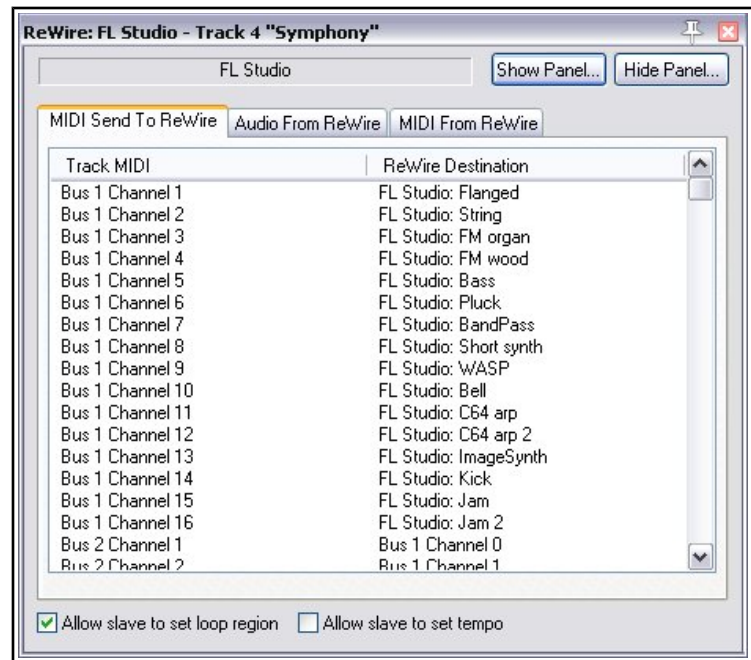 ReWire: FL Studio - Track 4 "Symphony"
FL Studio Show Panel... Hide Panel...
MIDI Send To ReWire Audio From ReWire MIDI From ReWire
Track MIDI ReWire Destination
Bus 1 Channel 1 FL Studio: Flanged
Bus 1 Channel 2 FL Studio: String
Bus 1 Channel 3 FL Studio: FM organ
Bus 1 Channel 4 FL Studio: FM wood
Bus 1 Channel 5 FL Studio: Bass
Bus 1 Channel 6 FL Studio: Pluck
Bus 1 Channel 7 FL Studio: BandPass
Bus 1 Channel 8 FL Studio: Short synth
Bus 1 Channel 9 FL Studio: WASP
Bus 1 Channel 10 FL Studio: Bell
Bus 1 Channel 11 FL Studio: C64 arp
Bus 1 Channel 12 FL Studio: C64 arp 2
Bus 1 Channel 13 FL Studio: ImageSynth
Bus 1 Channel 14 FL Studio: Kick
Bus 1 Channel 15 FL Studio: Jam
Bus 1 Channel 16 FL Studio: Jam 2
Bus 2 Channel 1 Bus 1 Channel 0
Bus 2 Channel 2 Bus 1 Channel 1
Allow slave to set loop region Allow slave to set tempo